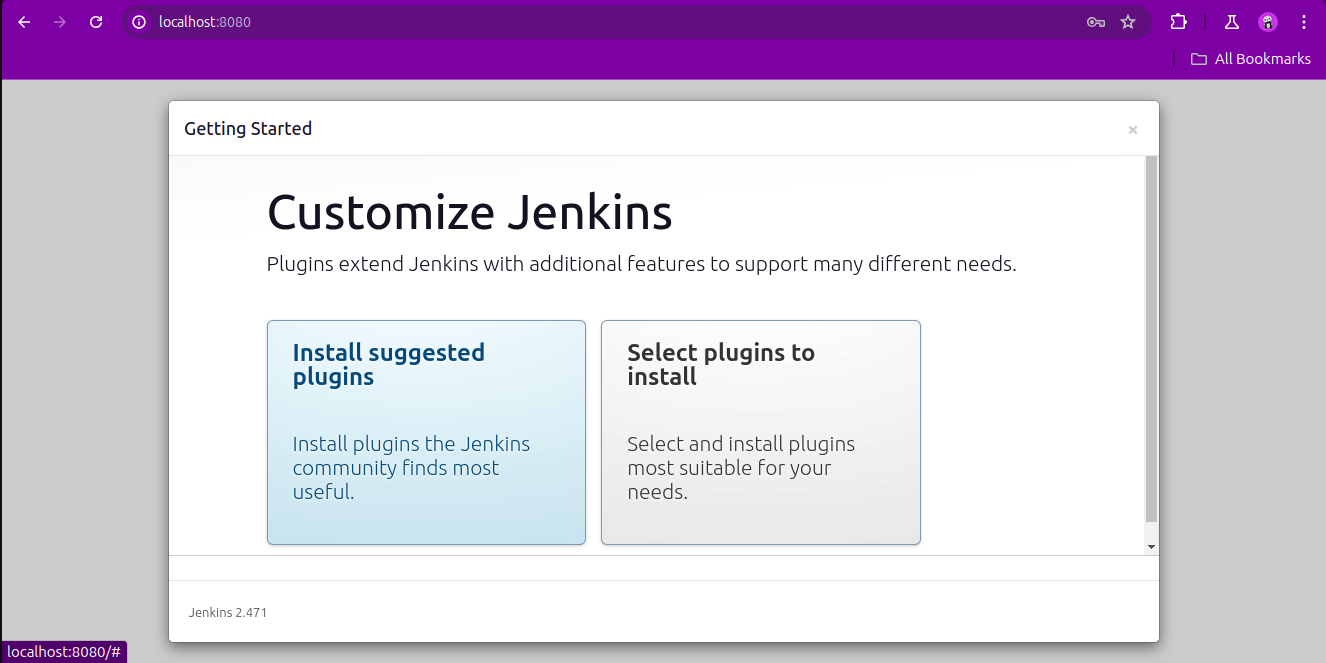 localhost:8080
All Bookmarks
Getting Started
×
Customize Jenkins
Plugins extend Jenkins with additional features to support many different needs.
Install suggested
plugins
Install plugins the Jenkins
community finds most
useful.
Select plugins to
install
Select and install plugins
most suitable for your
needs.
Jenkins 2.471
localhost:8080/#